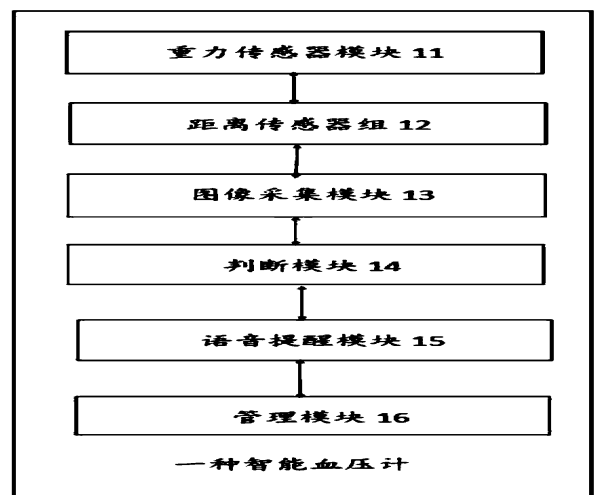 重力传感器模块 11
距离传感器组 12
图像采集模块 13
判断模块 14
语音提醒模块 15
管理模块 16
一种智能血压计